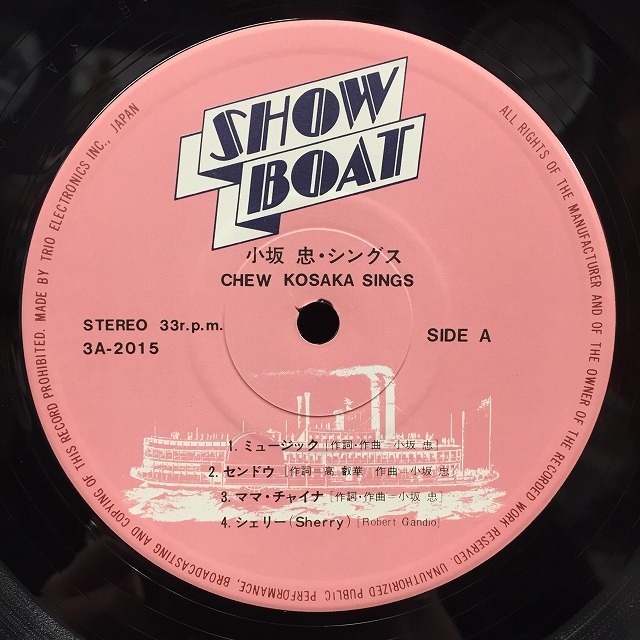 SHOW
BOAT
小坂 忠・シングス
CHEW KOSAKA SINGS
STEREO 33r.p.m.
3A-2015
SIDE A
1. ミュージック [作詞・作曲=小坂 忠]
2. センドウ [作詞=高 叡華 作曲=小坂 忠]
3. ママ・チャイナ [作詞・作曲=小坂 忠]
4. シェリー(Sherry) [Robert Gandio]
ALL RIGHTS OF THE MANUFACTURER AND OF THE OWNER OF THE RECORDED WORK RESERVED. UNAUTHORIZED PUBLIC PERFORMANCE, BROADCASTING AND COPYING OF THIS RECORD PROHIBITED. MADE BY TRIO ELECTRONICS INC., JAPAN